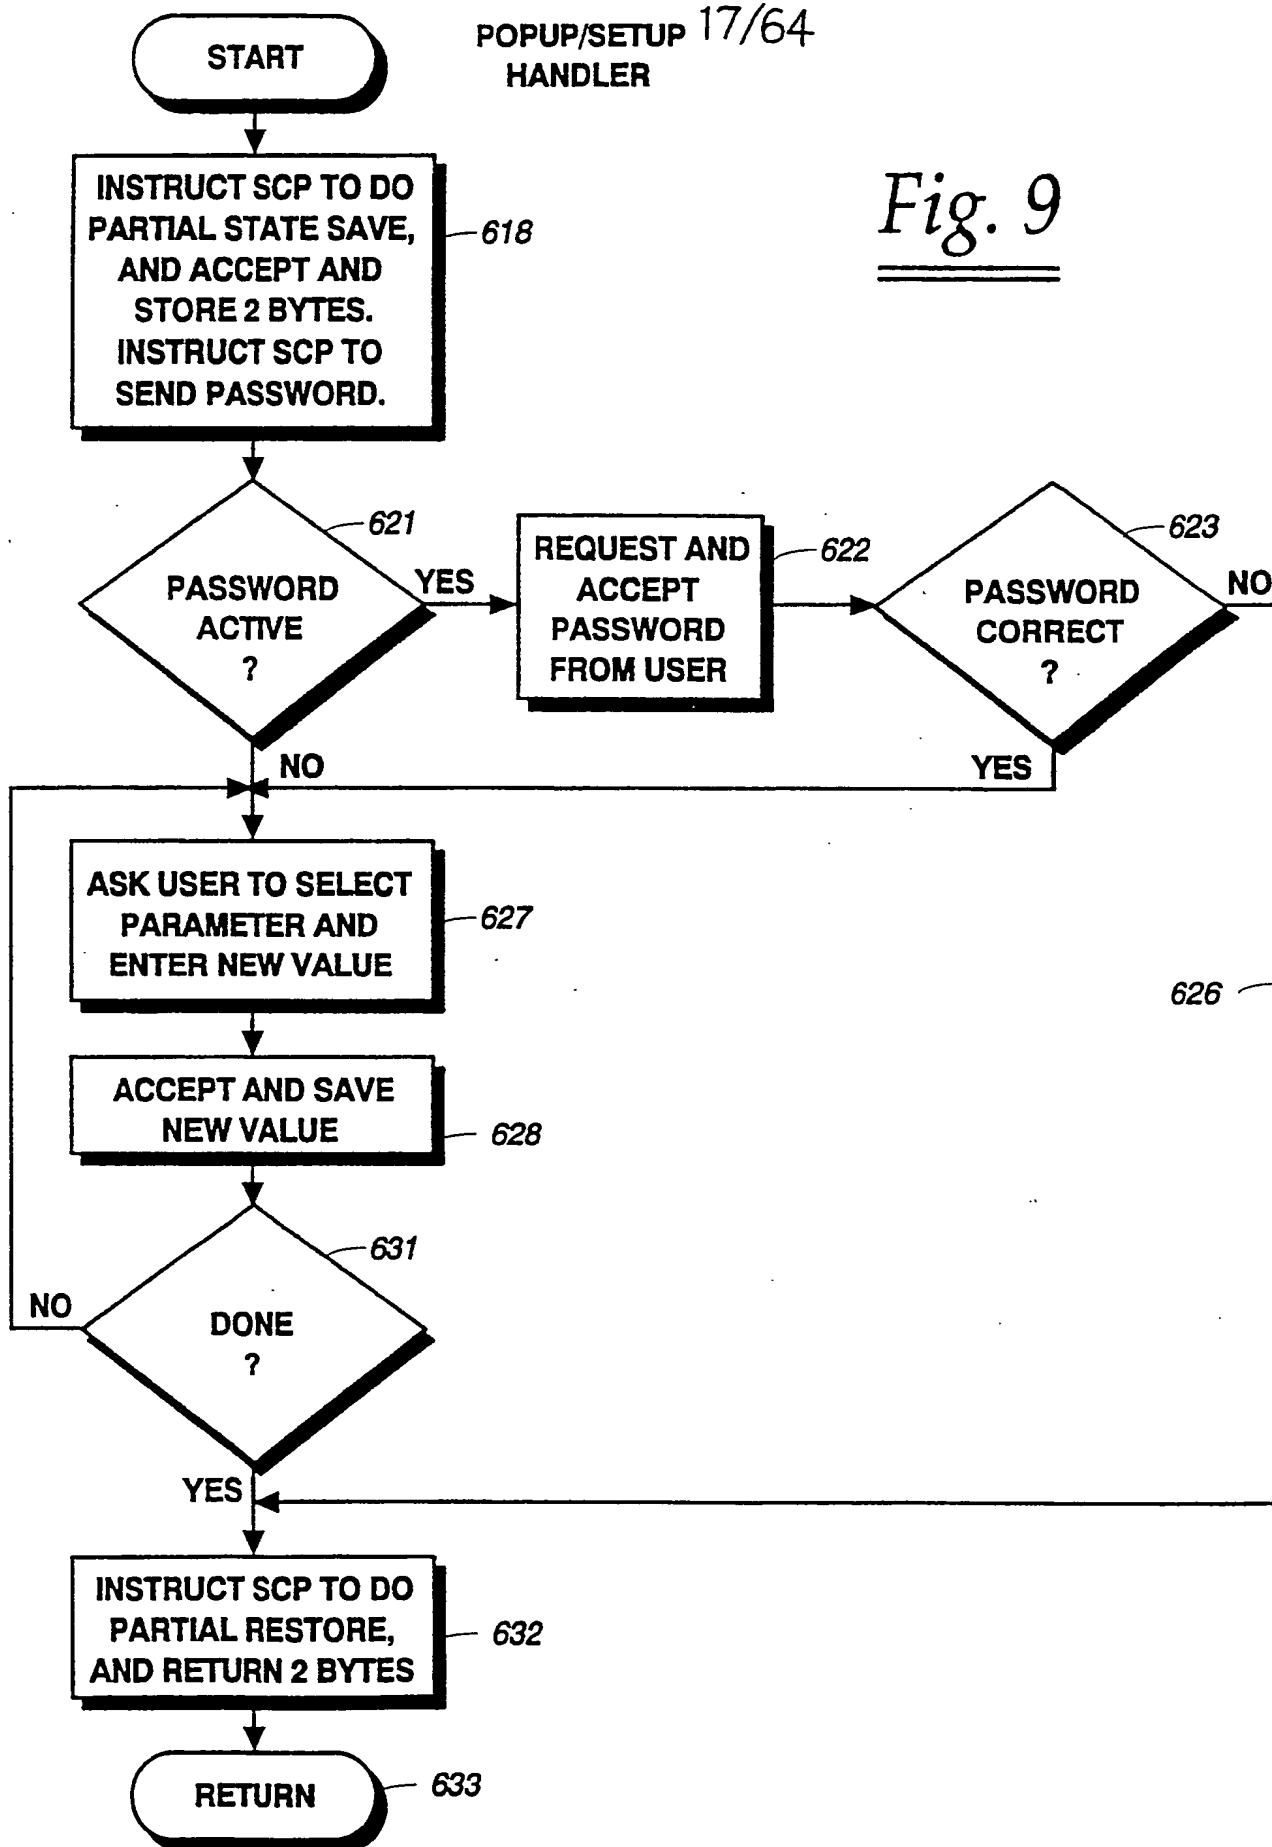 START
POPUP/SETUP 17/64
HANDLER
Fig. 9
INSTRUCT SCP TO DO
PARTIAL STATE SAVE,
AND ACCEPT AND
STORE 2 BYTES.
INSTRUCT SCP TO
SEND PASSWORD.
618
PASSWORD
ACTIVE
?
621
YES
NO
REQUEST AND
ACCEPT
PASSWORD
FROM USER
622
PASSWORD
CORRECT
?
623
NO
YES
ASK USER TO SELECT
PARAMETER AND
ENTER NEW VALUE
627
626
ACCEPT AND SAVE
NEW VALUE
628
DONE
?
631
NO
YES
INSTRUCT SCP TO DO
PARTIAL RESTORE,
AND RETURN 2 BYTES
632
RETURN
633